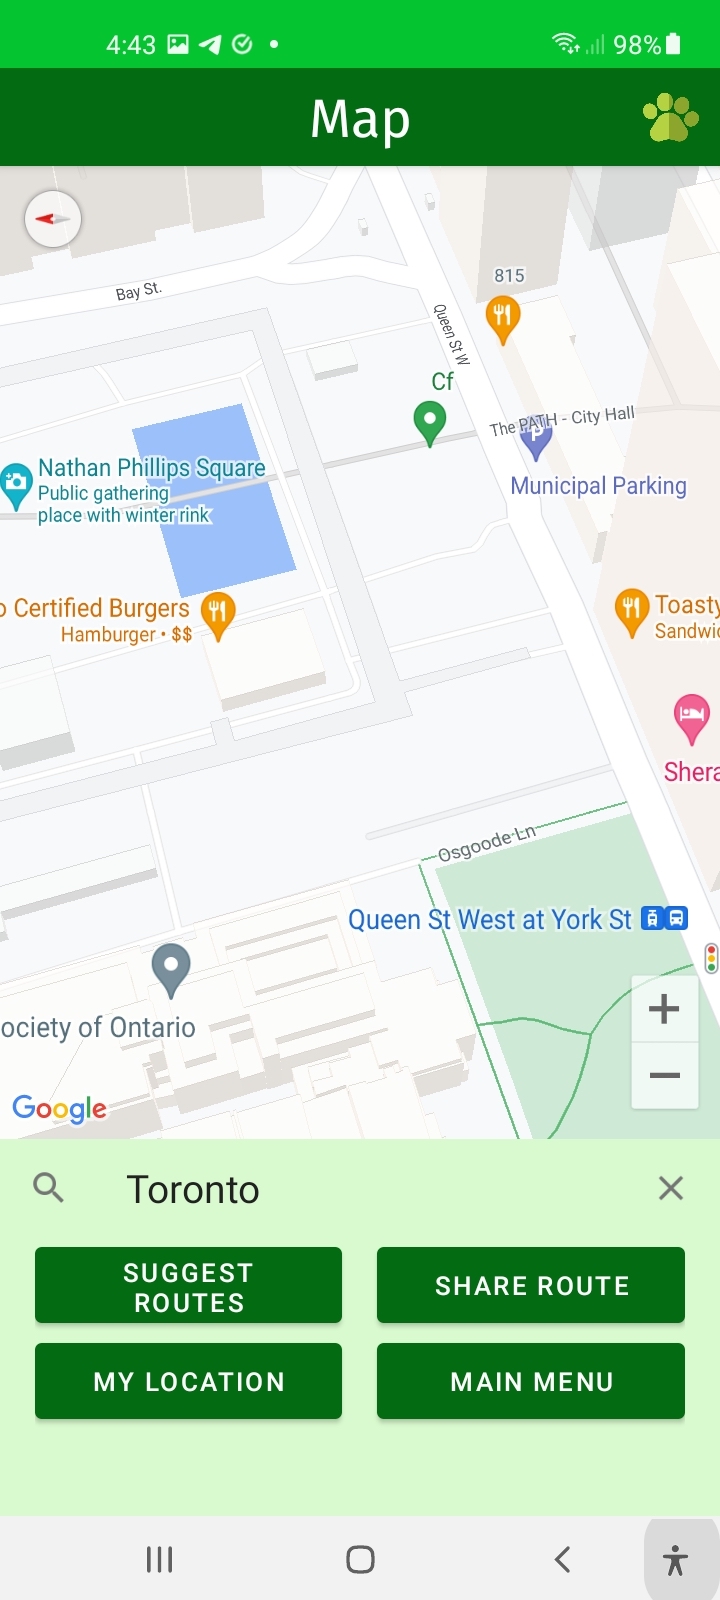 4:43
98%
Map
Bay St.
Queen St W
815
Cf
The PATH - City Hall
P
Municipal Parking
Nathan Phillips Square
Public gathering
place with winter rink
o Certified Burgers
Hamburger • $$
Toasty
Sandwic
Shera
Osgoode Ln
Queen St West at York St
ociety of Ontario
+
−
Google
Toronto
SUGGEST
ROUTES
SHARE ROUTE
MY LOCATION
MAIN MENU